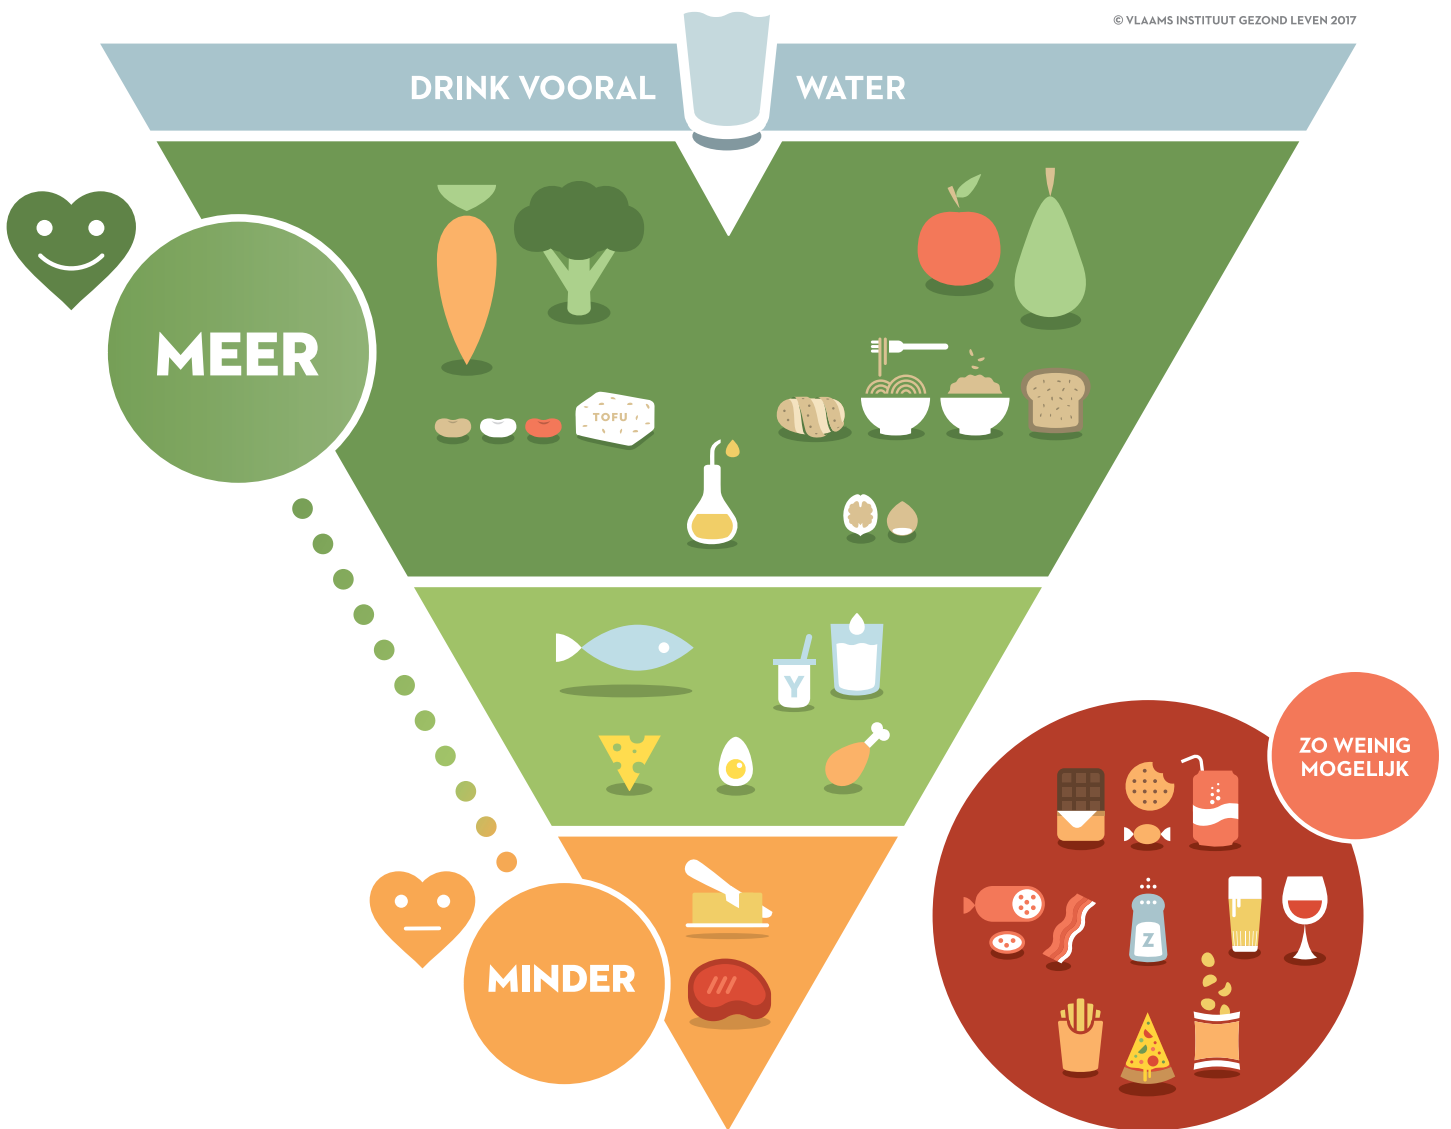 © VLAAMS INSTITUUT GEZOND LEVEN 2017
DRINK VOORAL WATER
MEER
TOFU
Y
ZO WEINIG
MOGELIJK
Z
MINDER